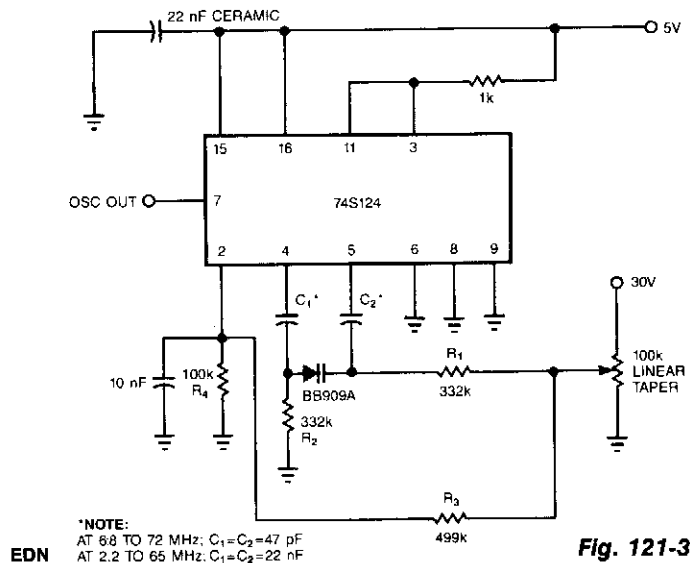 22 nF CERAMIC
5V
1k
15 16 11 3
OSC OUT 7 74S124
2 4 5 6 8 9
C₁* C₂*
30V
R₁
100k LINEAR TAPER
10 nF
100k
R₄
BB909A
332k
332k
R₂
R₃
499k
*NOTE:
AT 6.8 TO 72 MHz; C₁=C₂=47 pF
AT 2.2 TO 65 MHz; C₁=C₂=22 nF
EDN
Fig. 121-3